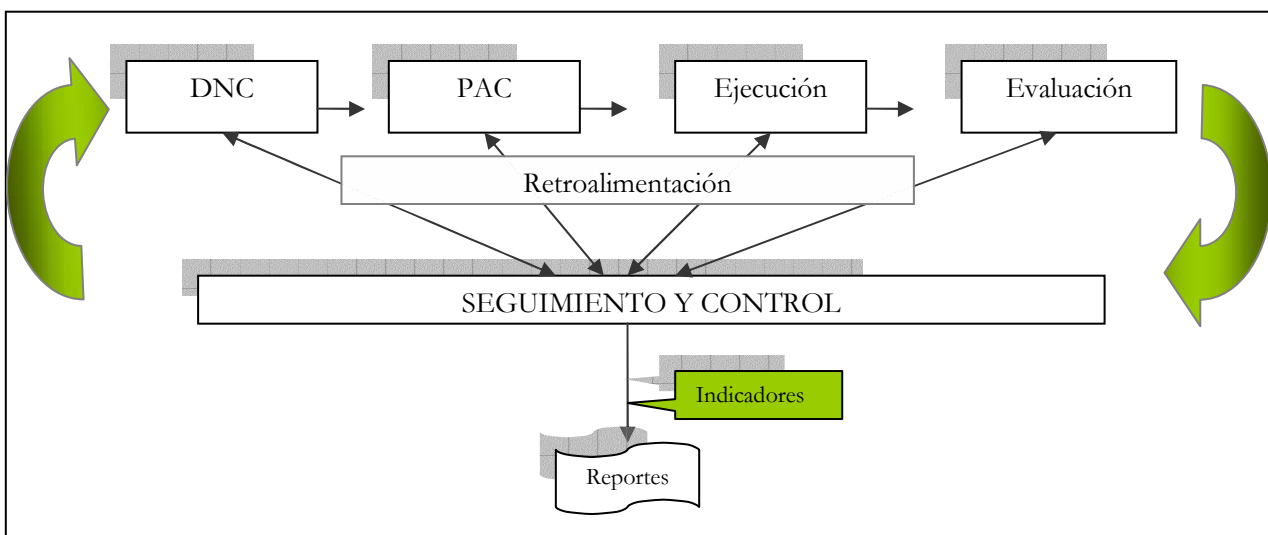 DNC
PAC
Ejecución
Evaluación
Retroalimentación
SEGUIMIENTO Y CONTROL
Indicadores
Reportes